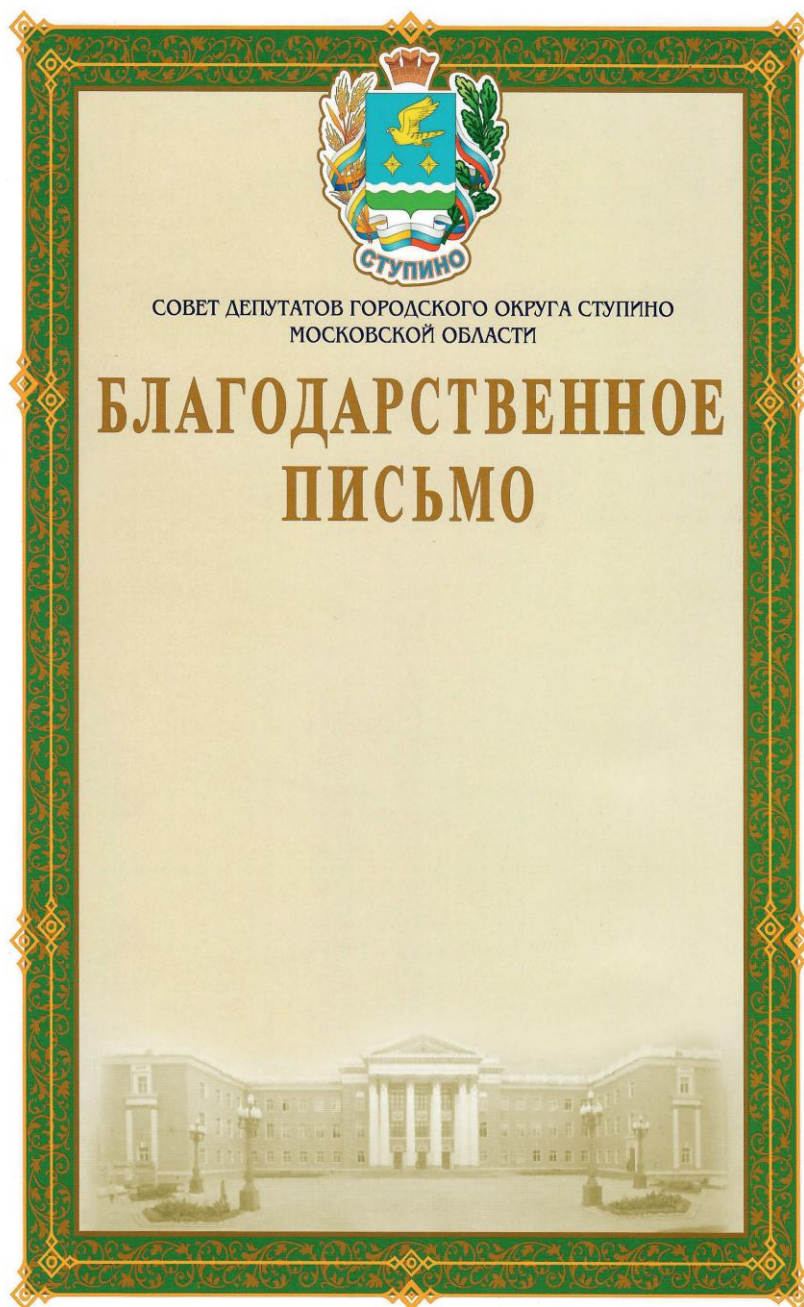 СТУПИНО
СОВЕТ ДЕПУТАТОВ ГОРОДСКОГО ОКРУГА СТУПИНО
МОСКОВСКОЙ ОБЛАСТИ
БЛАГОДАРСТВЕННОЕ
ПИСЬМО